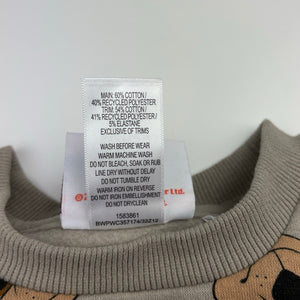 MAIN: 60% COTTON/
40% RECYCLED POLYESTER
TRIM: 54% COTTON/
41% RECYCLED POLYESTER/
5% ELASTANE
EXCLUSIVE OF TRIMS
WASH BEFORE WEAR
WARM MACHINE WASH
DO NOT BLEACH, SOAK OR RUB
LINE DRY WITHOUT DELAY
DO NOT TUMBLE DRY
WARM IRON ON REVERSE
DO NOT IRON EMBELLISHMENT
DO NOT DRYCLEAN
1583861
BWPWC357174/33Z12
Ltd.